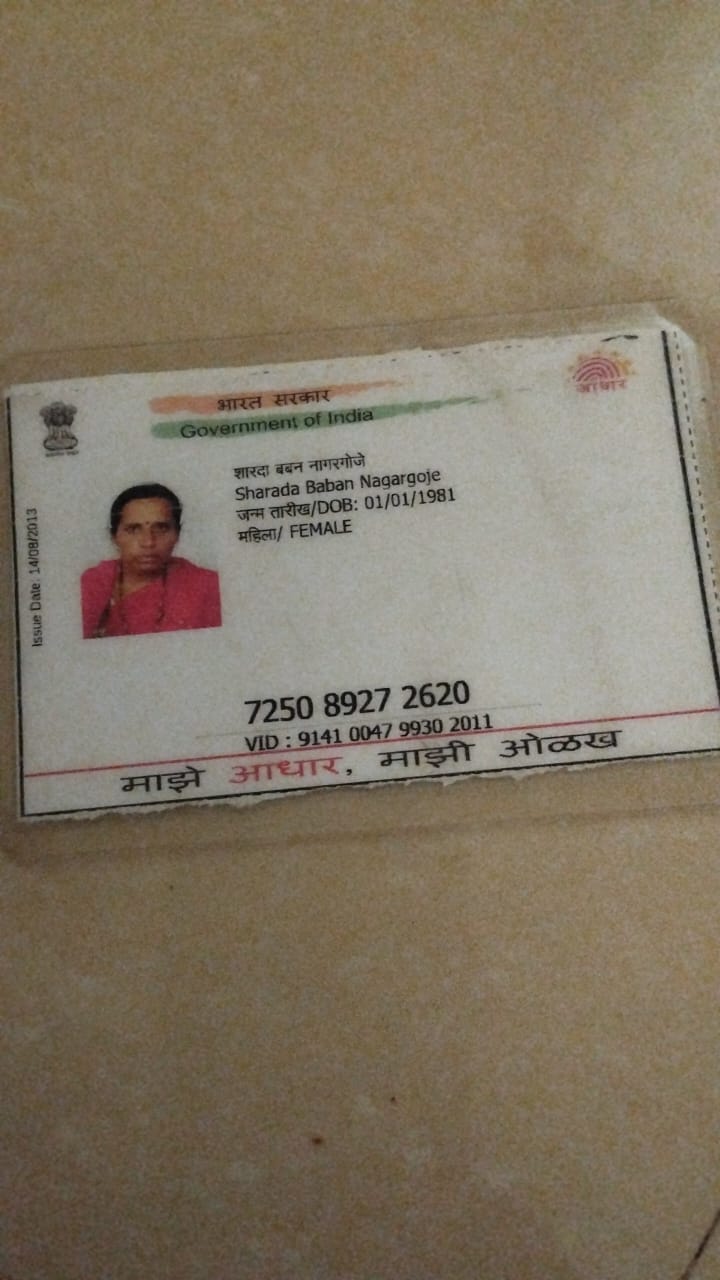 भारत सरकार
Government of India
आधार
शारदा बबन नागरगोजे
Sharada Baban Nagargoje
जन्म तारीख/DOB: 01/01/1981
महिला/ FEMALE
Issue Date: 14/08/2013
7250 8927 2620
VID : 9141 0047 9930 2011
माझे आधार, माझी ओळख